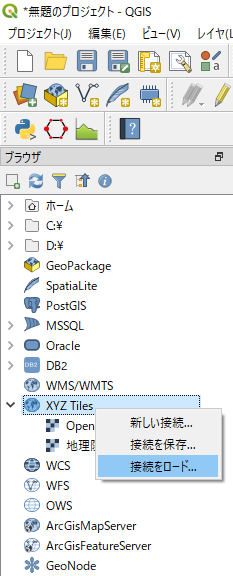 *無題のプロジェクト - QGIS
プロジェクト(J) 編集(E) ビュー(V) レイヤ(L
ブラウザ
ホーム
C:¥
D:¥
GeoPackage
SpatiaLite
PostGIS
MSSQL
Oracle
DB2 DB2
WMS/WMTS
XYZ Tiles
Open
新しい接続...
地理
接続を保存...
接続をロード...
WCS
WFS
OWS
ArcGisMapServer
ArcGisFeatureServer
GeoNode